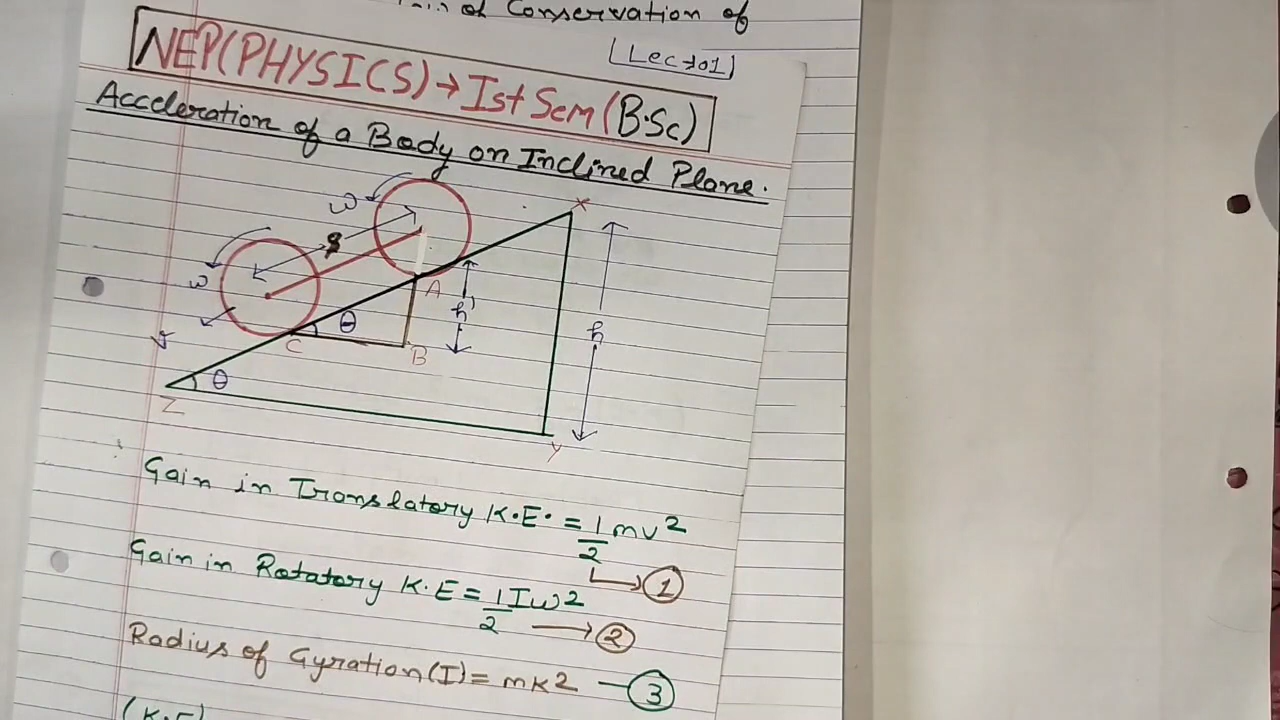 of Conservation of
[Lec→01]
NEP(PHYSICS)→Ist Sem(B.Sc)
Acceleration of a Body on Inclined Plane.
ω
X
S
ω
A
h'
θ
h
v
C
B
θ
Z
Y
Gain in Translatory K.E. = 1/2 mv²
→①
Gain in Rotatory K.E = 1/2 Iω²
→②
Radius of Gyration(I) = mK² —③
(K.E)